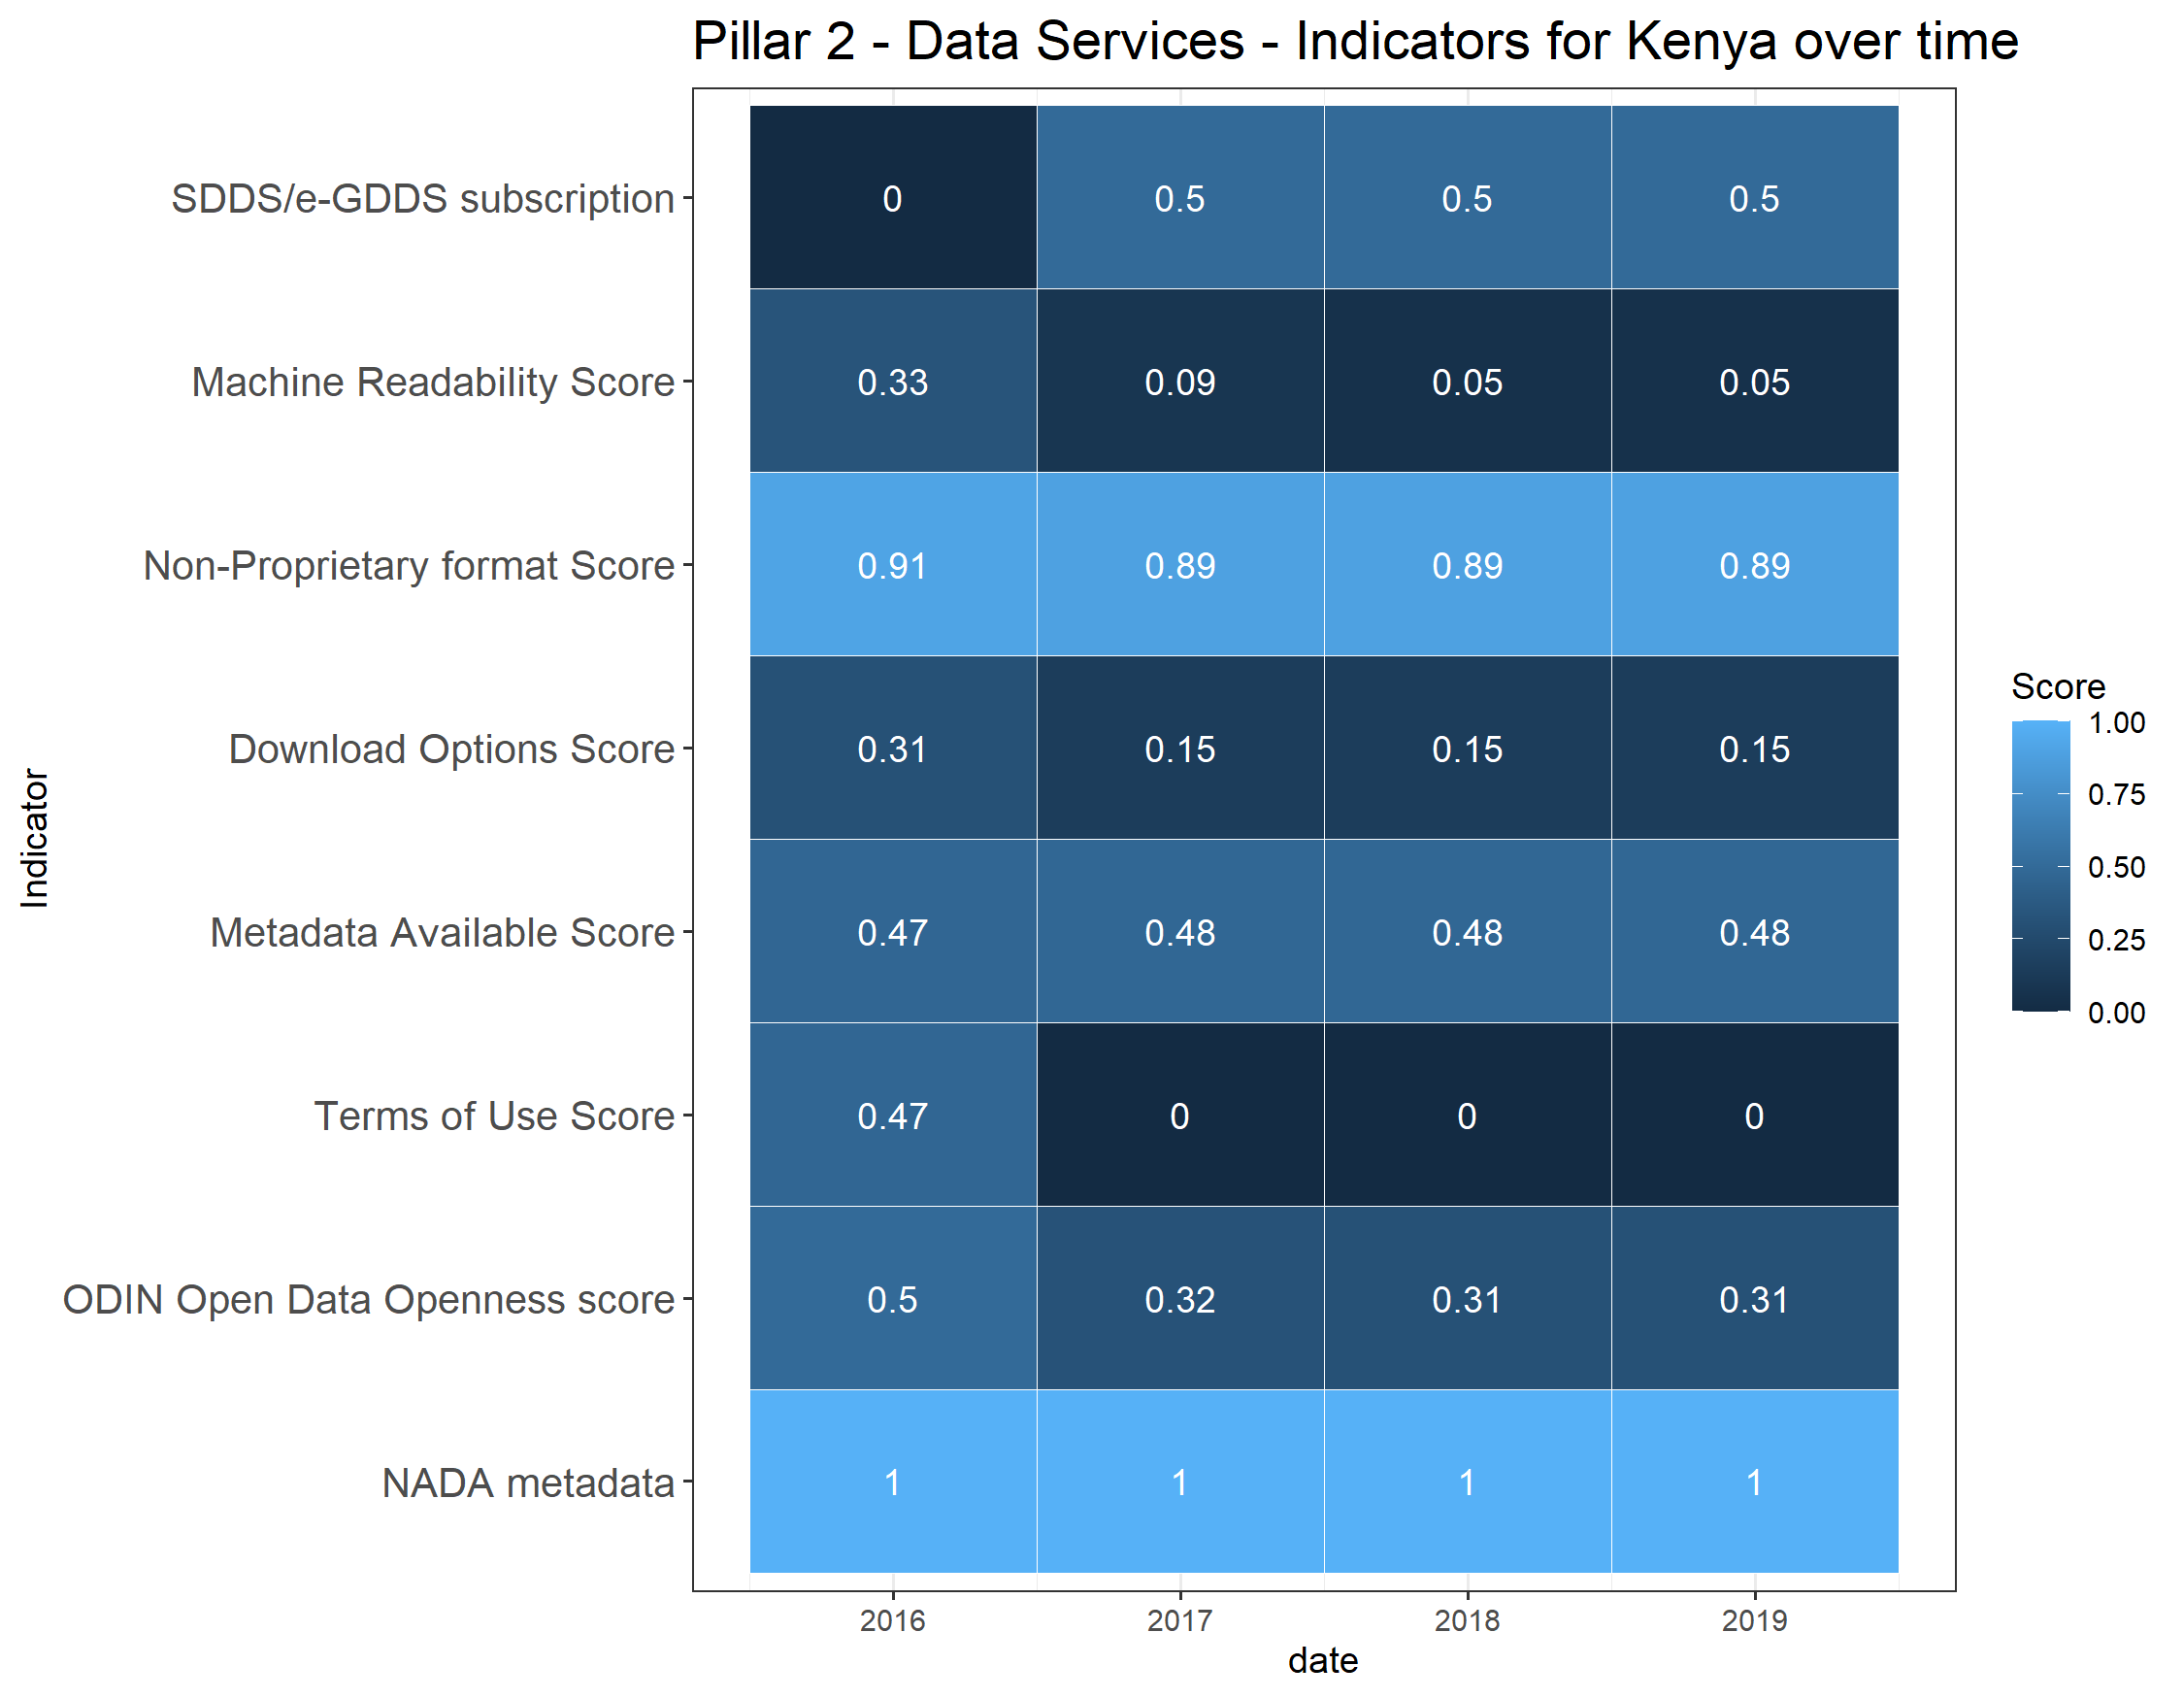 Pillar 2 - Data Services - Indicators for Kenya over time
Indicator
SDDS/e-GDDS subscription 0 0.5 0.5 0.5
Machine Readability Score 0.33 0.09 0.05 0.05
Non-Proprietary format Score 0.91 0.89 0.89 0.89
Download Options Score 0.31 0.15 0.15 0.15
Metadata Available Score 0.47 0.48 0.48 0.48
Terms of Use Score 0.47 0 0 0
ODIN Open Data Openness score 0.5 0.32 0.31 0.31
NADA metadata 1 1 1 1
2016 2017 2018 2019
date
Score
1.00
0.75
0.50
0.25
0.00